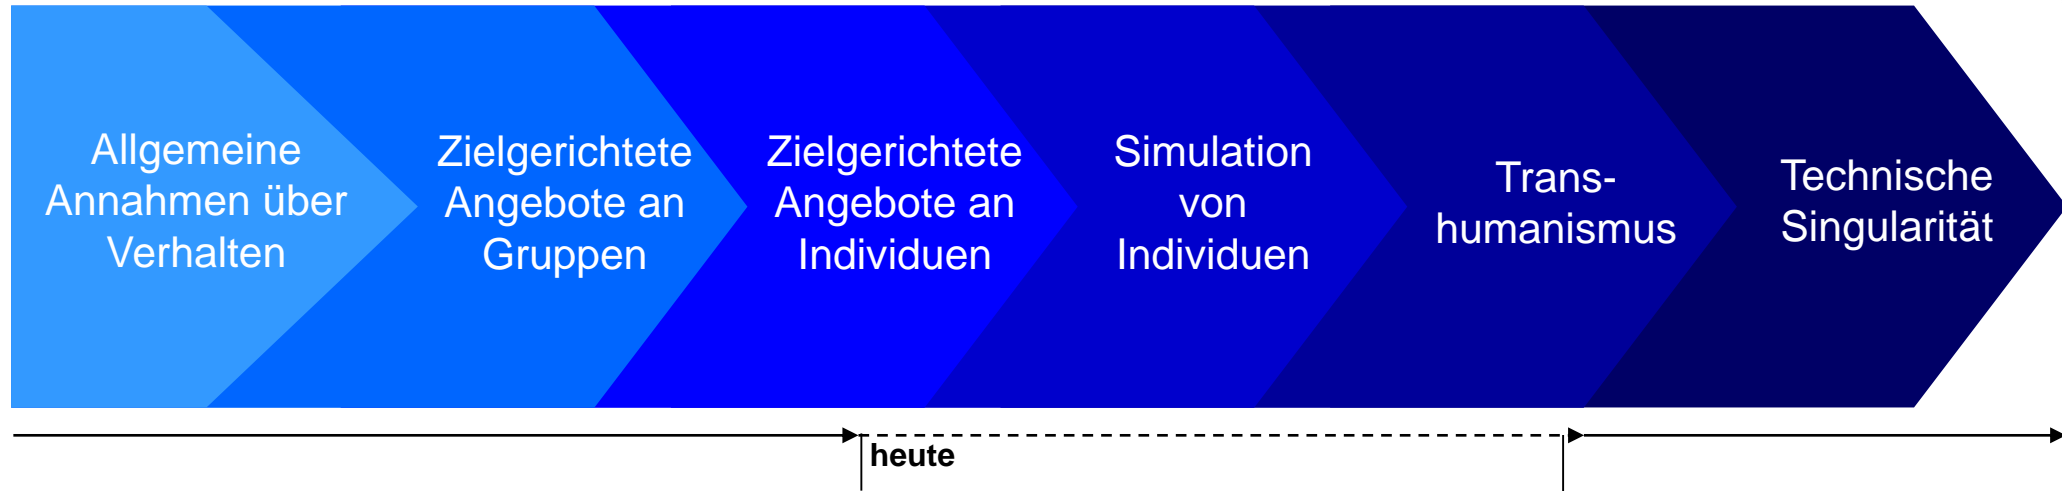 Allgemeine
Annahmen über
Verhalten
Zielgerichtete
Angebote an
Gruppen
Zielgerichtete
Angebote an
Individuen
Simulation
von
Individuen
Trans-
humanismus
Technische
Singularität
heute